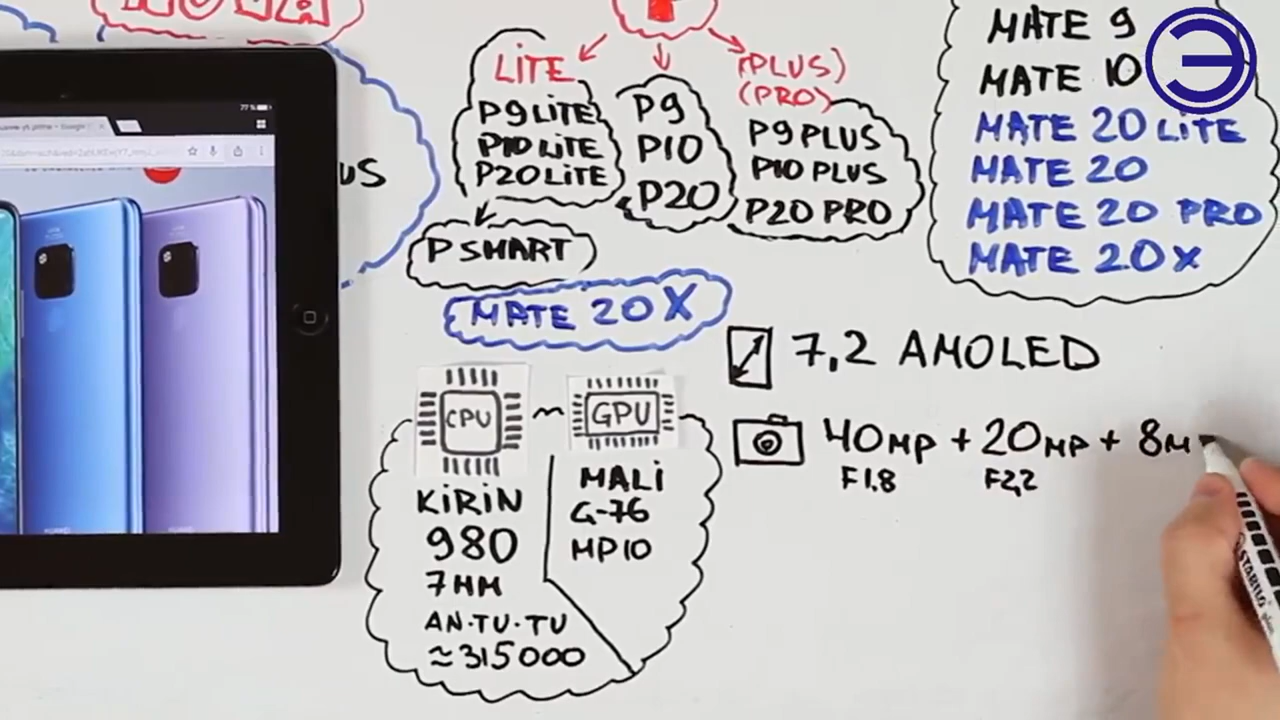 LITE
P9 LITE
P10 LITE
P20 LITE
P SMART
P9
P10
P20
(PLUS)
(PRO)
P9 PLUS
P10 PLUS
P20 PRO
MATE 9
MATE 10
MATE 20 LITE
MATE 20
MATE 20 PRO
MATE 20 X
Э
77 %
US
MATE 20 X
CPU
GPU
KIRIN
980
7НМ
AN·TU·TU
≈315000
MALI
G-76
MP10
7,2 AMOLED
40MP + 20MP + 8M
F1.8 F2,2
STABILO